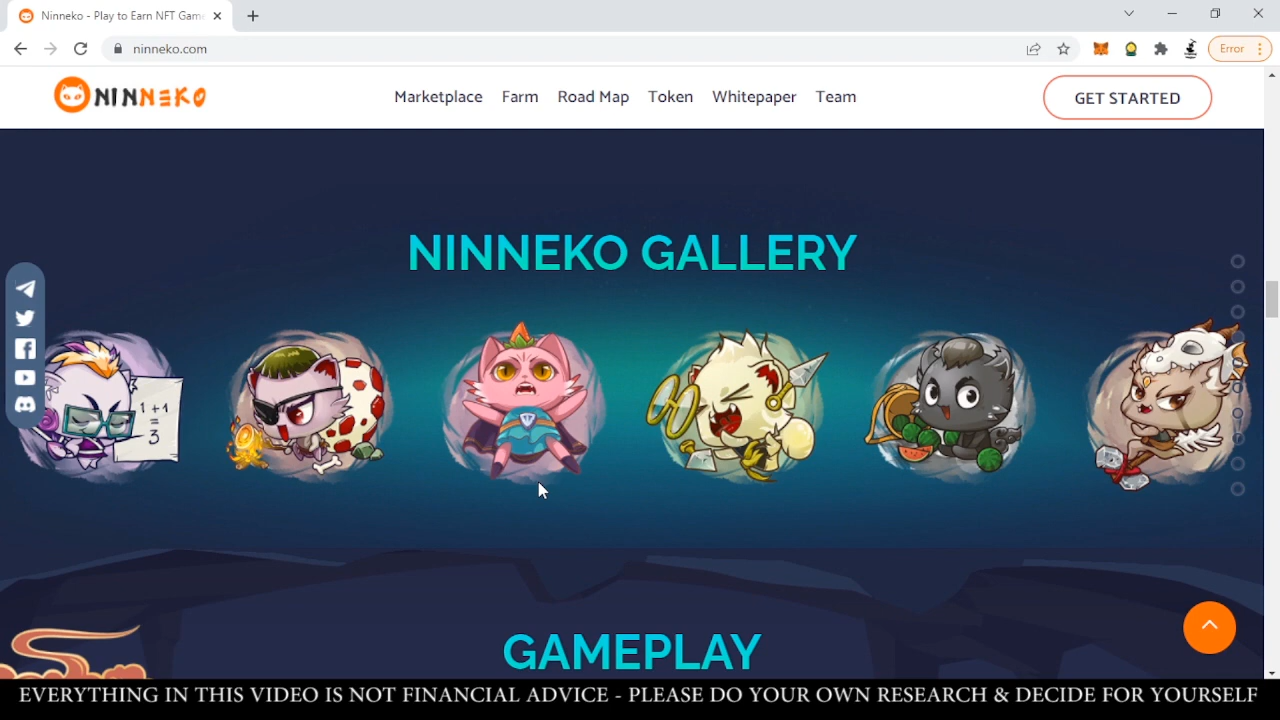 Ninneko - Play to Earn NFT Game
ninneko.com
Error
NINNEKO
Marketplace Farm Road Map Token Whitepaper Team
GET STARTED
NINNEKO GALLERY
1+1
=
3
GAMEPLAY
EVERYTHING IN THIS VIDEO IS NOT FINANCIAL ADVICE - PLEASE DO YOUR OWN RESEARCH & DECIDE FOR YOURSELF